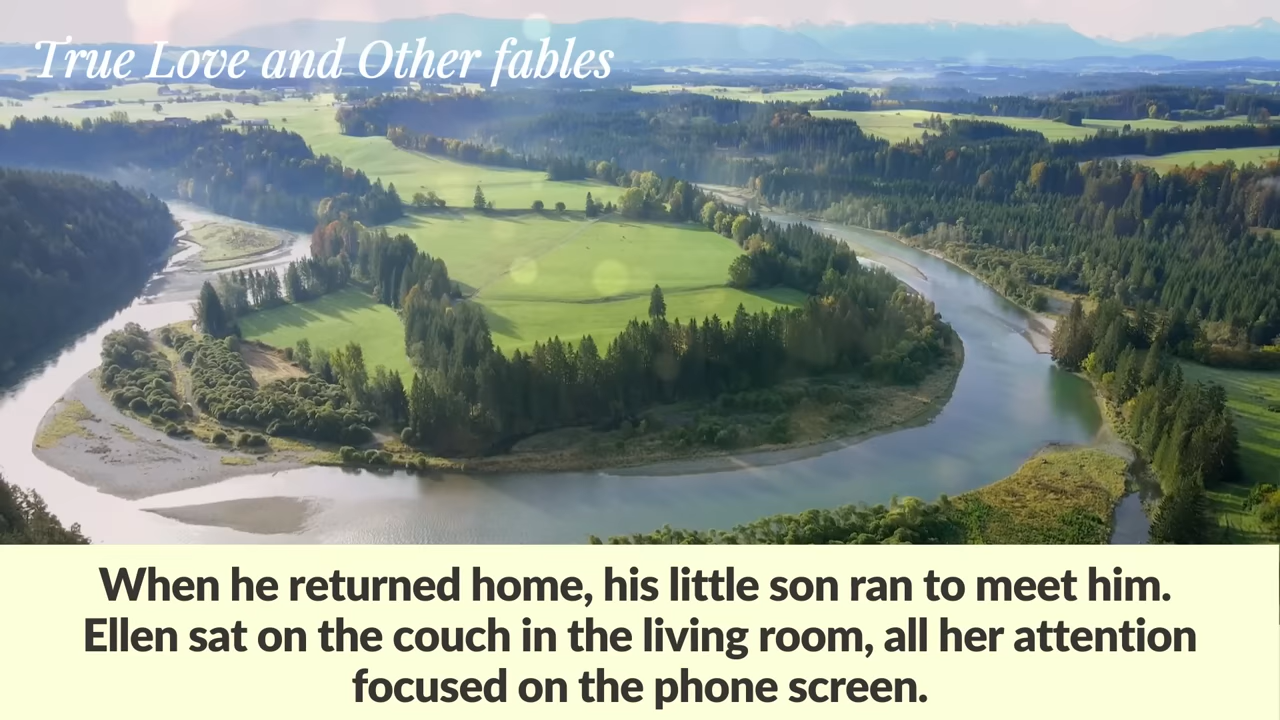 True Love and Other fables
When he returned home, his little son ran to meet him.
Ellen sat on the couch in the living room, all her attention
focused on the phone screen.